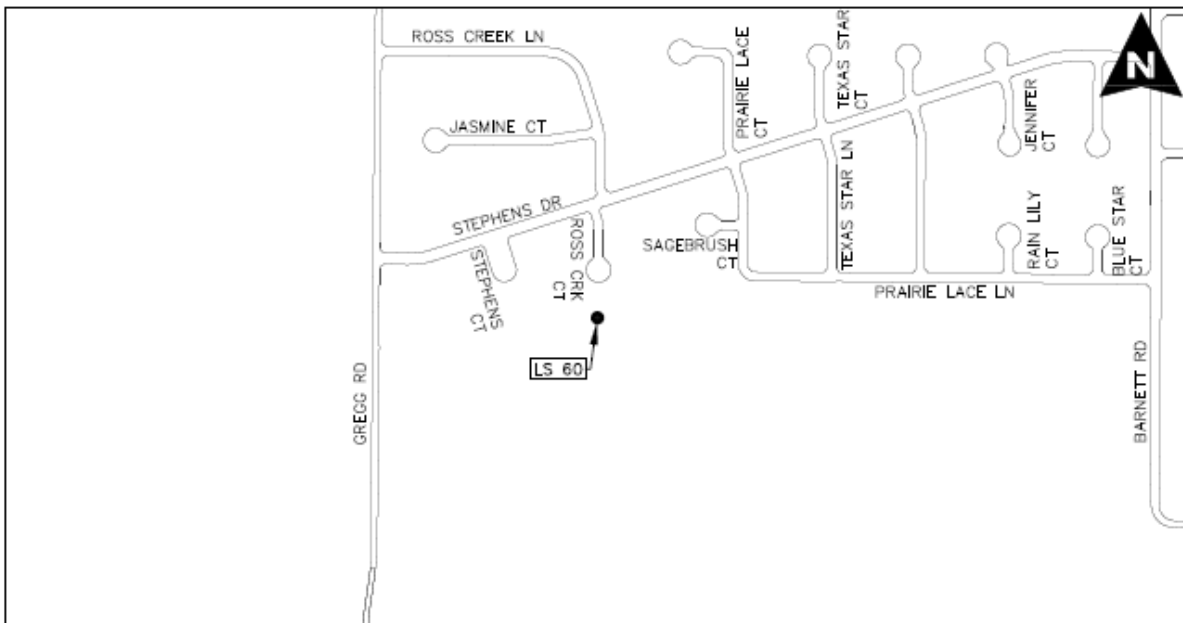 ROSS CREEK LN
PRAIRIE LACE
CT
TEXAS STAR
CT
N
JASMINE CT
JENNIFER
CT
STEPHENS DR
ROSS CRK
CT
STEPHENS
CT
SAGEBRUSH
CT
TEXAS STAR LN
RAIN LILY
CT
BLUE STAR
CT
PRAIRIE LACE LN
LS 60
GREGG RD
BARNETT RD